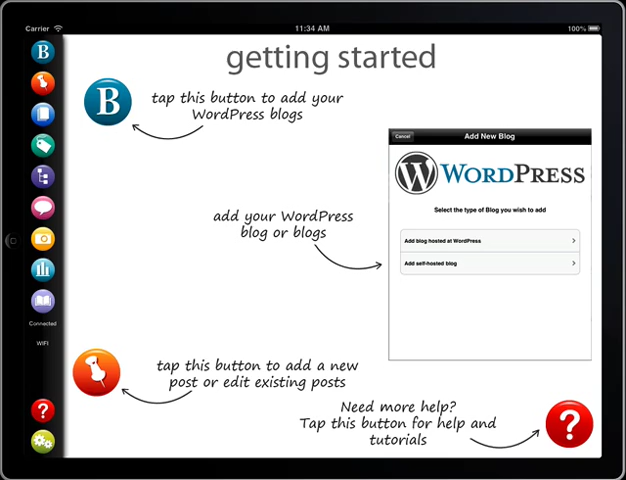 Carrier
11:34 AM
100%
getting started
B
B
tap this button to add your
WordPress blogs
Cancel
Add New Blog
W WORDPRESS
Select the type of Blog you wish to add
add your WordPress
blog or blogs
Add blog hosted at WordPress
Add self-hosted blog
Connected
WIFI
tap this button to add a new
post or edit existing posts
Need more help?
Tap this button for help and
tutorials
?
?